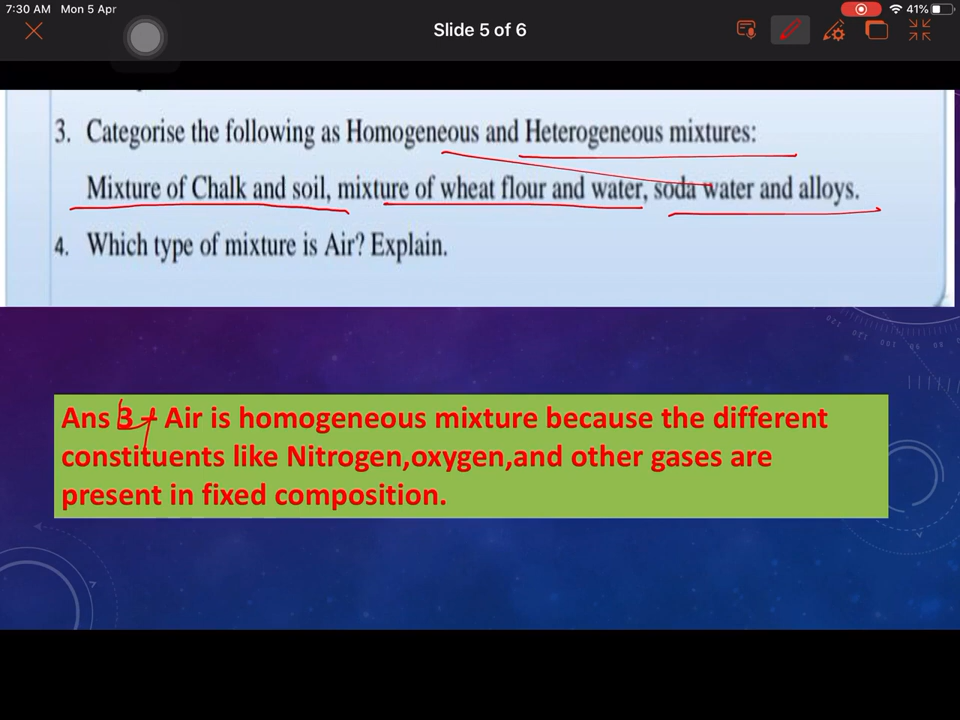 7:30 AM Mon 5 Apr
41%
Slide 5 of 6
3. Categorise the following as Homogeneous and Heterogeneous mixtures:
Mixture of Chalk and soil, mixture of wheat flour and water, soda water and alloys.
4. Which type of mixture is Air? Explain.
Ans 3 - Air is homogeneous mixture because the different
constituents like Nitrogen,oxygen,and other gases are
present in fixed composition.